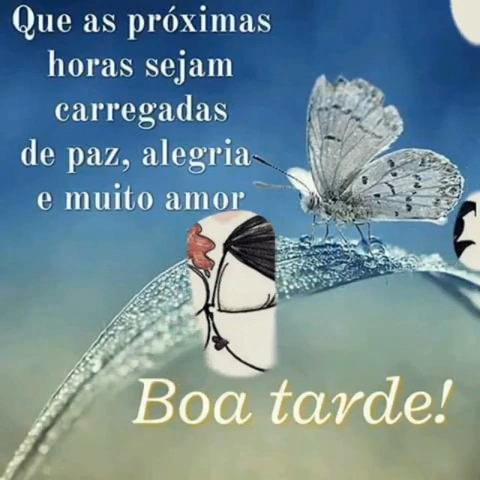 Que as próximas
horas sejam
carregadas
de paz, alegria
e muito amor
Boa tarde!